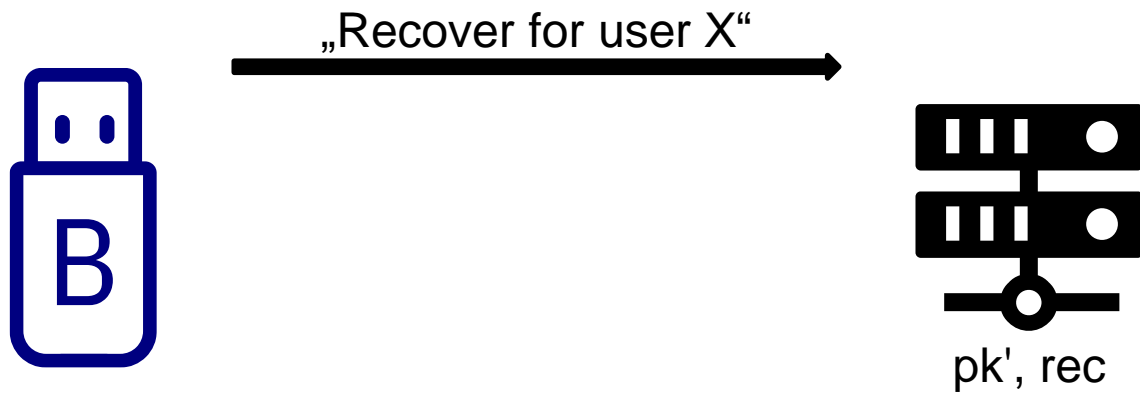 „Recover for user X“
B
pk', rec